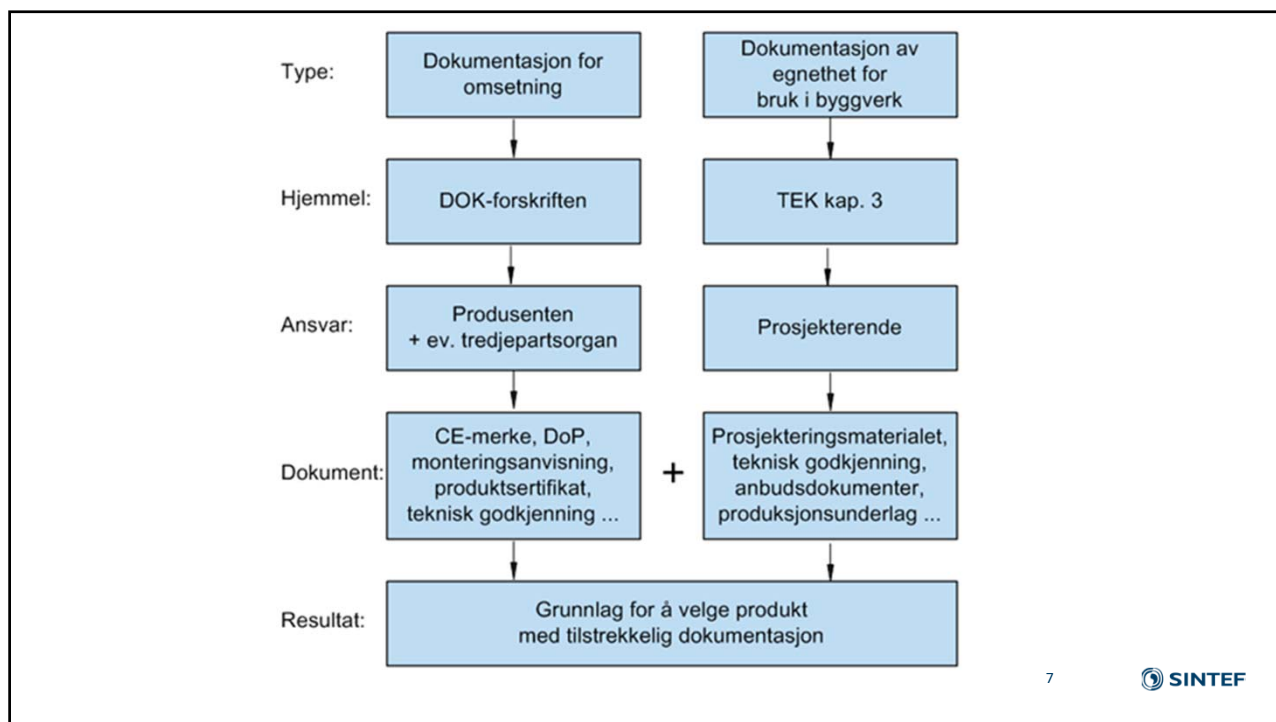 Type:
Dokumentasjon for
omsetning
Dokumentasjon av
egnethet for
bruk i byggverk
Hjemmel:
DOK-forskriften
TEK kap. 3
Ansvar:
Produsenten
+ ev. tredjepartsorgan
Prosjekterende
Dokument:
CE-merke, DoP,
monteringsanvisning,
produktsertifikat,
teknisk godkjenning ...
+
Prosjekteringsmaterialet,
teknisk godkjenning,
anbudsdokumenter,
produksjonsunderlag ...
Resultat:
Grunnlag for å velge produkt
med tilstrekkelig dokumentasjon
7
SINTEF